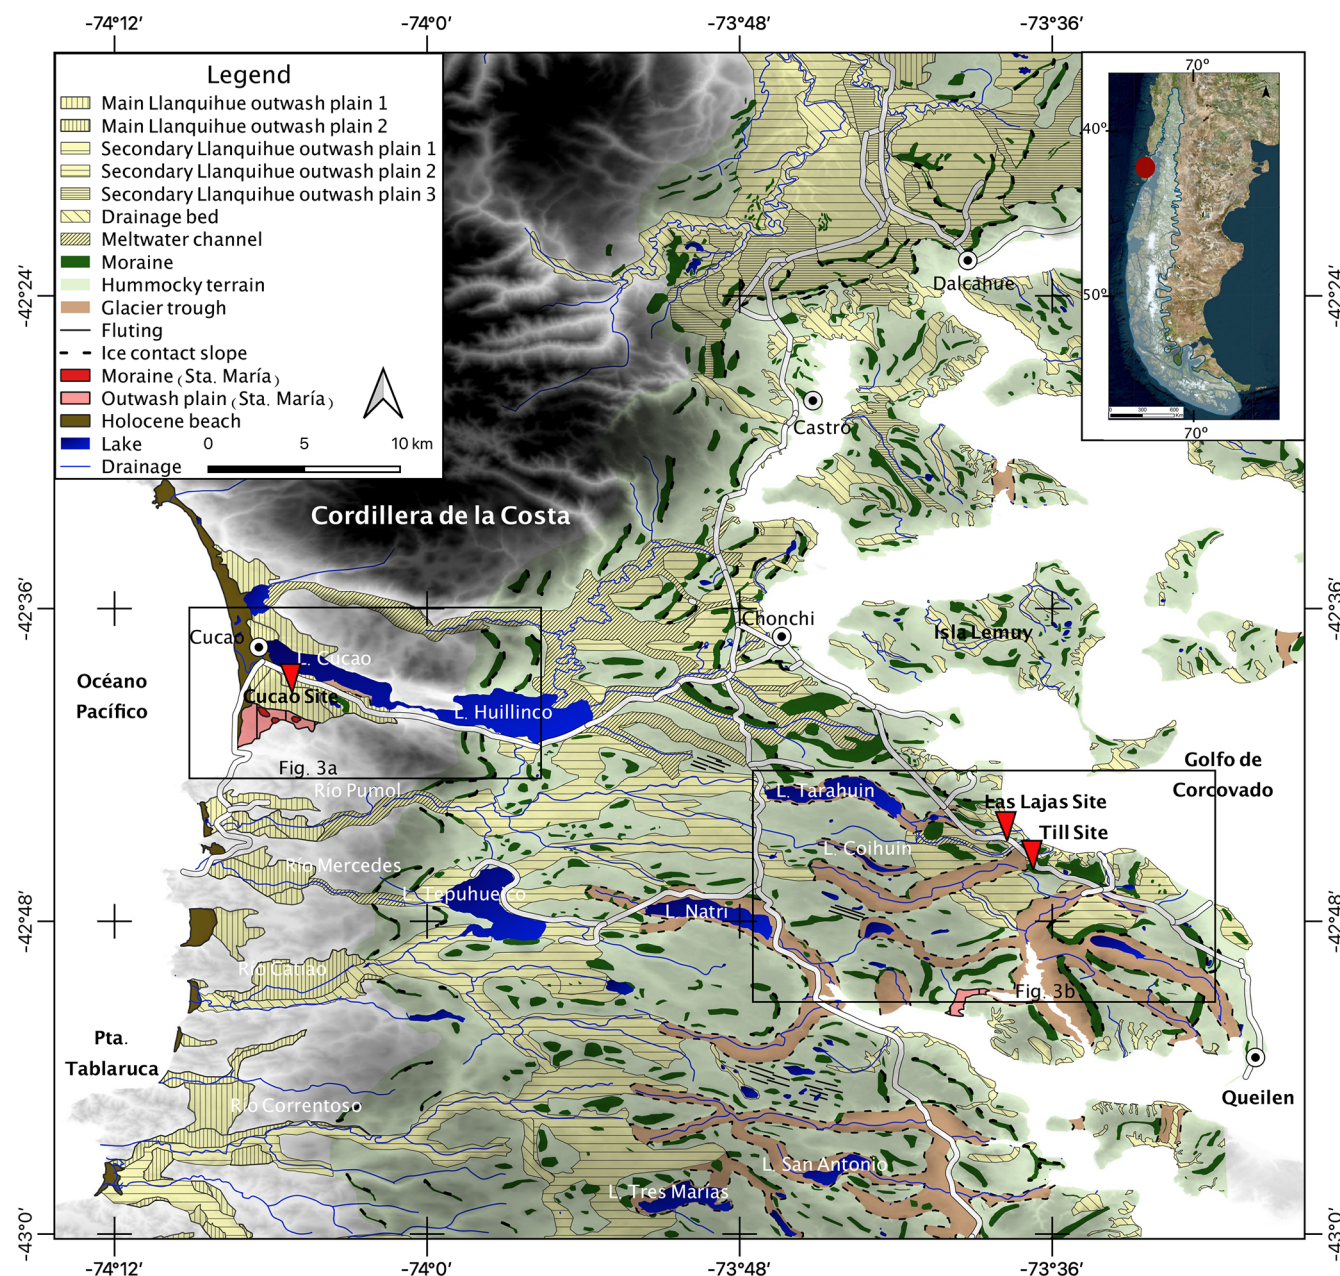 -74°12′ -74°0′ -73°48′ -73°36′
Legend
Main Llanquihue outwash plain 1
Main Llanquihue outwash plain 2
Secondary Llanquihue outwash plain 1
Secondary Llanquihue outwash plain 2
Secondary Llanquihue outwash plain 3
Drainage bed
Meltwater channel
Moraine
Hummocky terrain
Glacier trough
Fluting
Ice contact slope
Moraine (Sta. María)
Outwash plain (Sta. María)
Holocene beach
Lake
Drainage
0 5 10 km
70°
40°
50°
0 300 600
Km
70°
-42°24′
-42°24′
Dalcahue
Castro
Cordillera de la Costa
-42°36′
-42°36′
Chonchi
Isla Lemuy
Cucao
L. Cucao
Cucao Site
L. Huillinco
Océano
Pacífico
Fig. 3a
Golfo de
Corcovado
Río Pumol
L. Tarahuin
Las Lajas Site
Till Site
L. Coihuin
Río Mercedes
L. Tepuhueico
L. Natri
-42°48′
-42°48′
Río Catiao
Fig. 3b
Pta.
Tablaruca
Queilen
Río Correntoso
L. San Antonio
L. Tres Marías
-43°0′
-43°0′
-74°12′ -74°0′ -73°48′ -73°36′